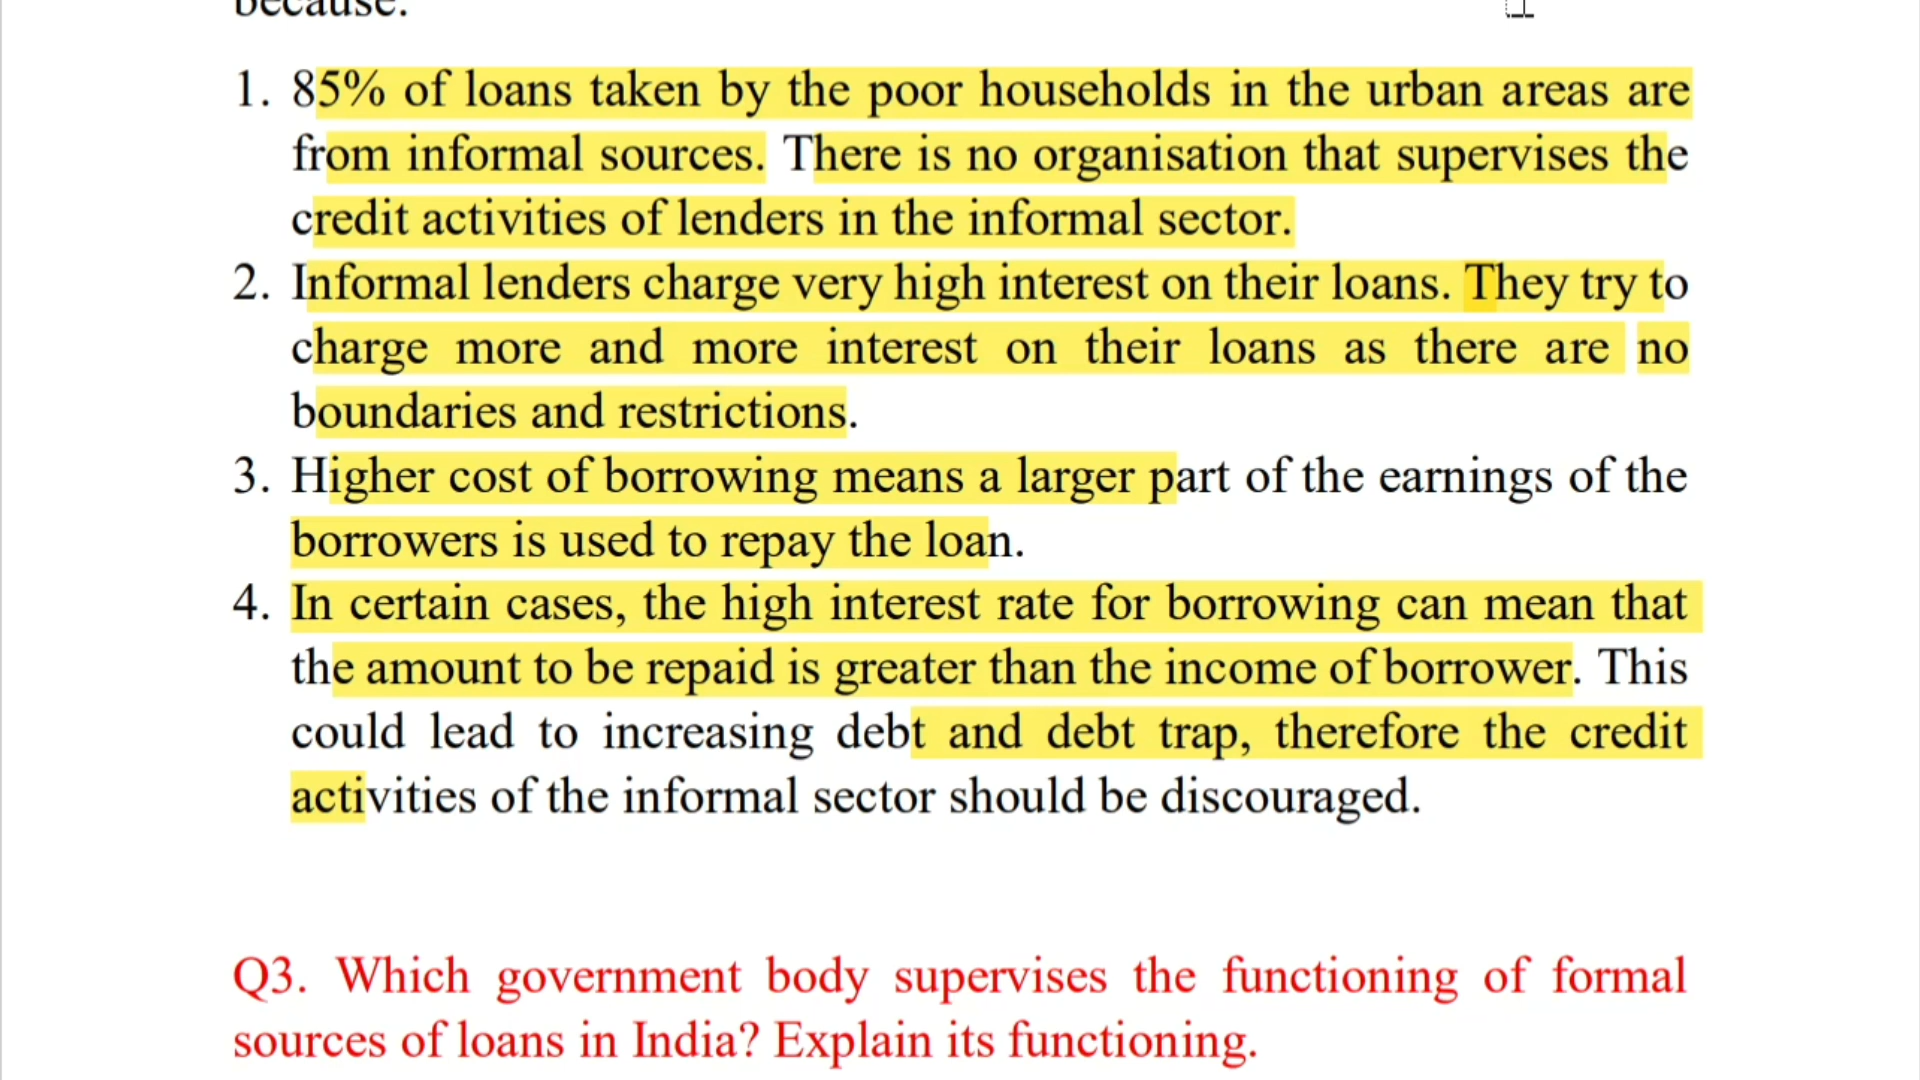 because:
1. 85% of loans taken by the poor households in the urban areas are
from informal sources. There is no organisation that supervises the
credit activities of lenders in the informal sector.
2. Informal lenders charge very high interest on their loans. They try to
charge more and more interest on their loans as there are no
boundaries and restrictions.
3. Higher cost of borrowing means a larger part of the earnings of the
borrowers is used to repay the loan.
4. In certain cases, the high interest rate for borrowing can mean that
the amount to be repaid is greater than the income of borrower. This
could lead to increasing debt and debt trap, therefore the credit
activities of the informal sector should be discouraged.
Q3. Which government body supervises the functioning of formal
sources of loans in India? Explain its functioning.